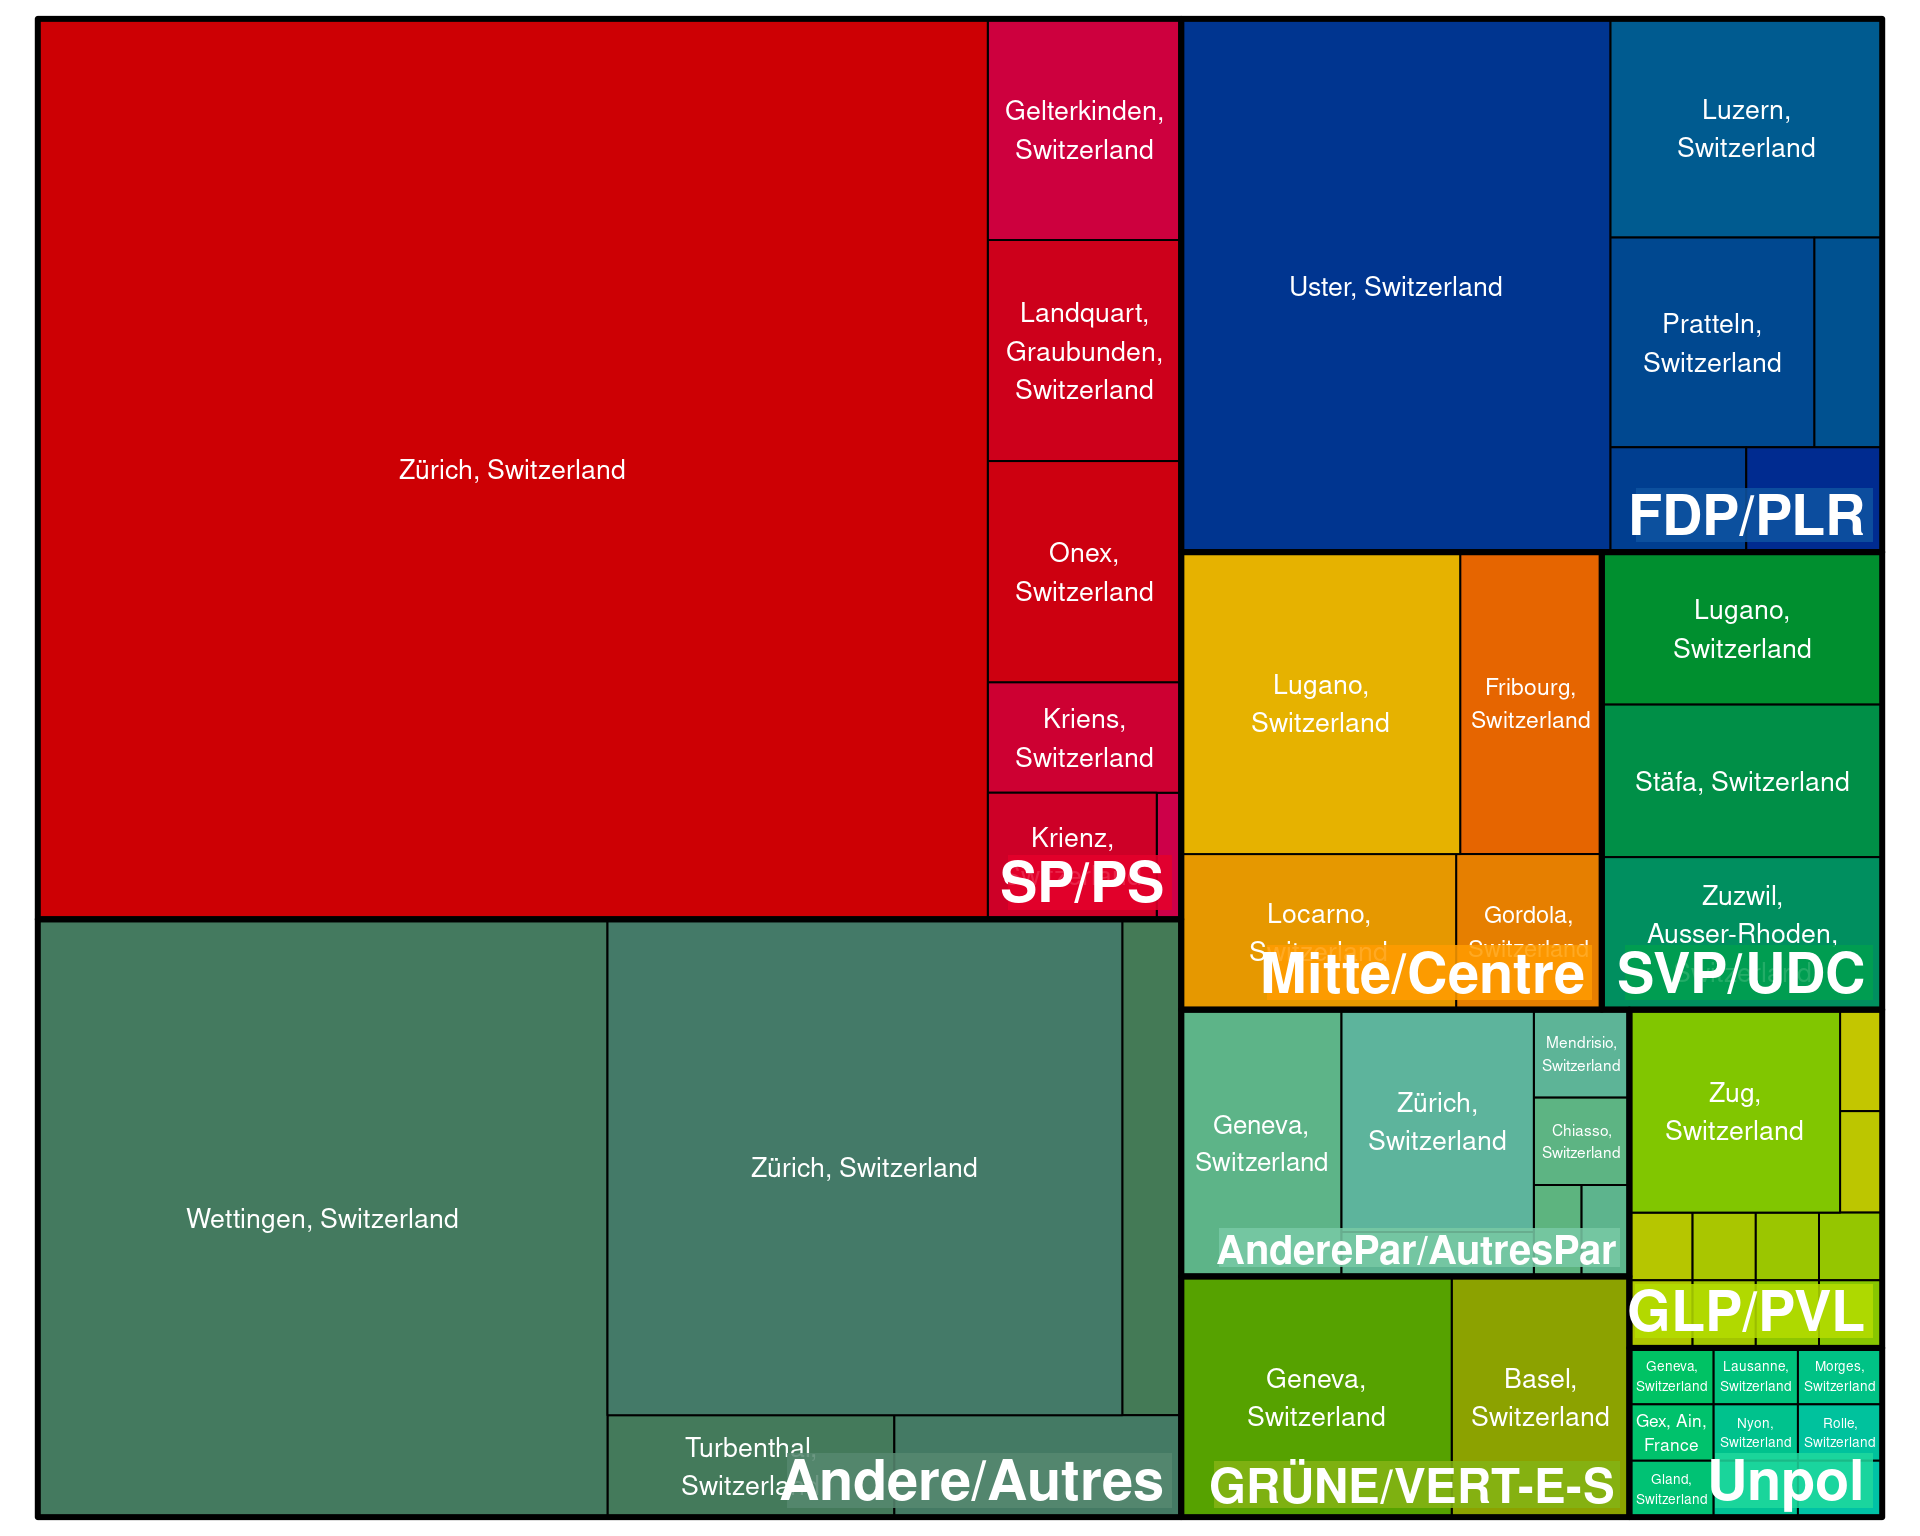 Zürich, Switzerland
Gelterkinden,
Switzerland
Landquart,
Graubunden,
Switzerland
Onex,
Switzerland
Kriens,
Switzerland
Krienz,
SP/PS
Wettingen, Switzerland
Zürich, Switzerland
Turbenthal,
Switzerland
Andere/Autres
Uster, Switzerland
Luzern,
Switzerland
Pratteln,
Switzerland
FDP/PLR
Lugano,
Switzerland
Fribourg,
Switzerland
Locarno,
Switzerland
Gordola,
Switzerland
Mitte/Centre
Lugano,
Switzerland
Stäfa, Switzerland
Zuzwil,
Ausser-Rhoden,
Switzerland
SVP/UDC
Geneva,
Switzerland
Zürich,
Switzerland
Mendrisio,
Switzerland
Chiasso,
Switzerland
AnderePar/AutresPar
Zug,
Switzerland
GLP/PVL
Geneva,
Switzerland
Basel,
Switzerland
GRÜNE/VERT-E-S
Geneva,
Switzerland
Lausanne,
Switzerland
Morges,
Switzerland
Gex, Ain,
France
Nyon,
Switzerland
Rolle,
Switzerland
Gland,
Switzerland
Unpol